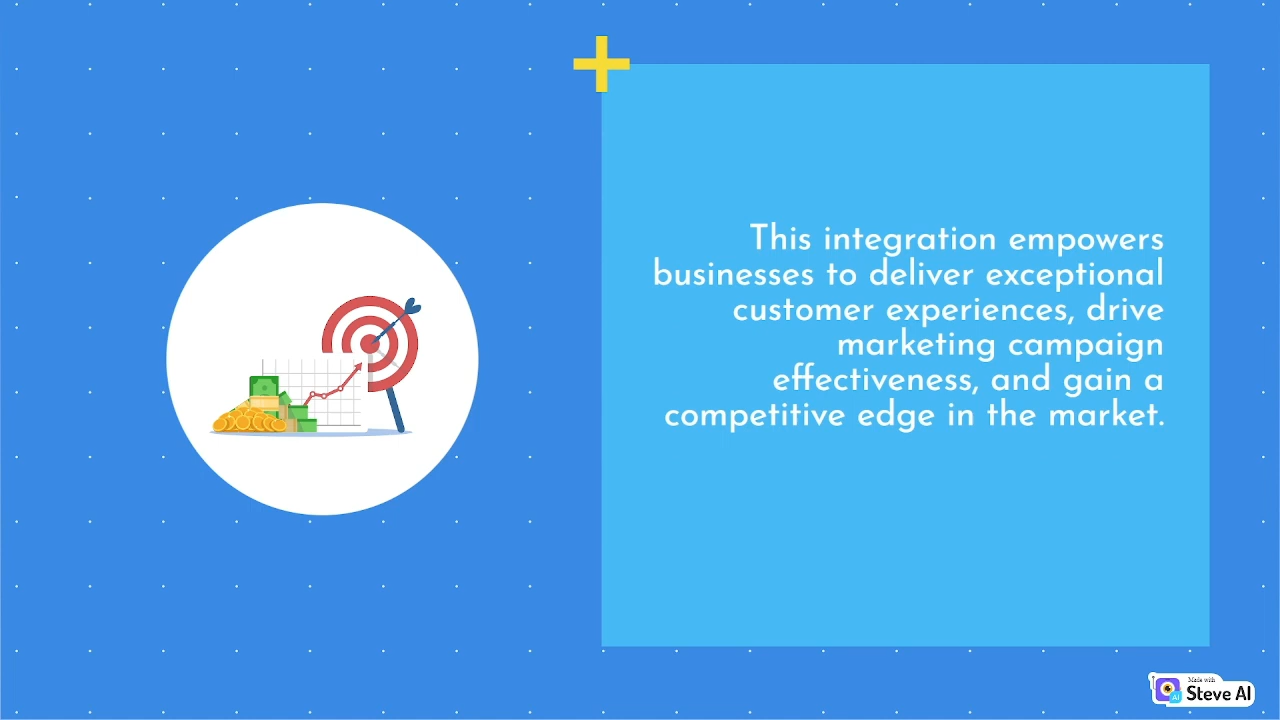 This integration empowers
businesses to deliver exceptional
customer experiences, drive
marketing campaign
effectiveness, and gain a
competitive edge in the market.
Made with
Steve AI